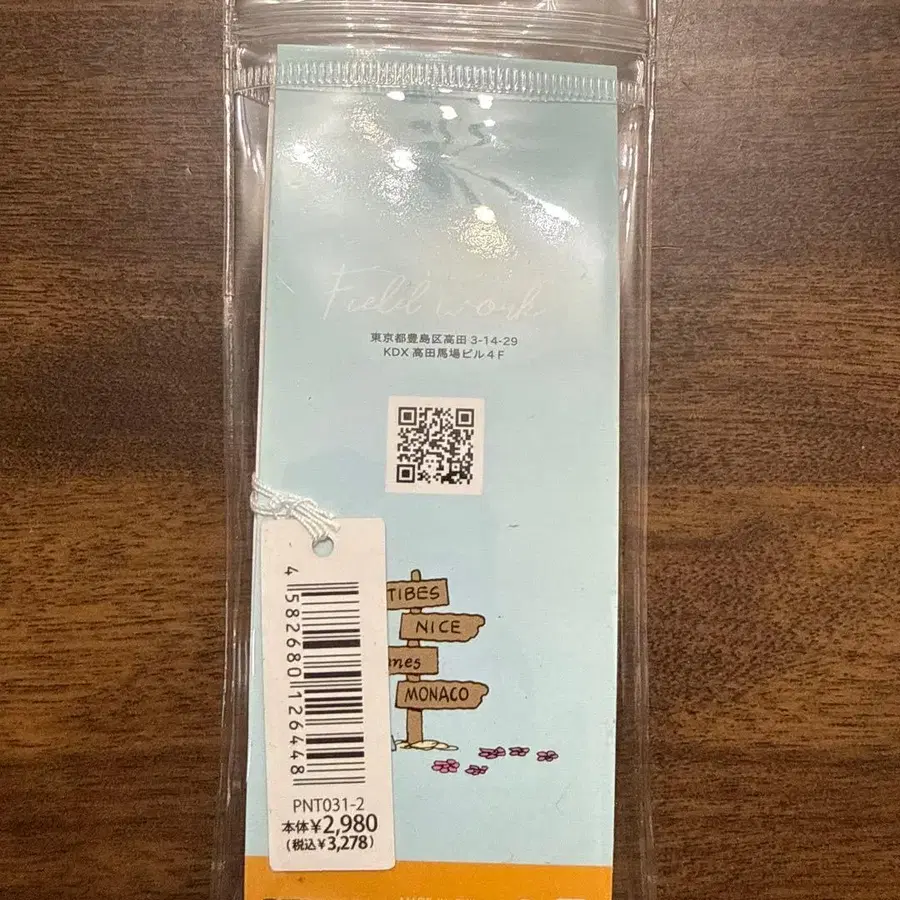 Field work
東京都豊島区高田 3-14-29
KDX 高田馬場ビル 4 F
TIBES
NICE
nes
MONACO
4 582680 126448
PNT031-2
本体¥2,980
(税込¥3,278)